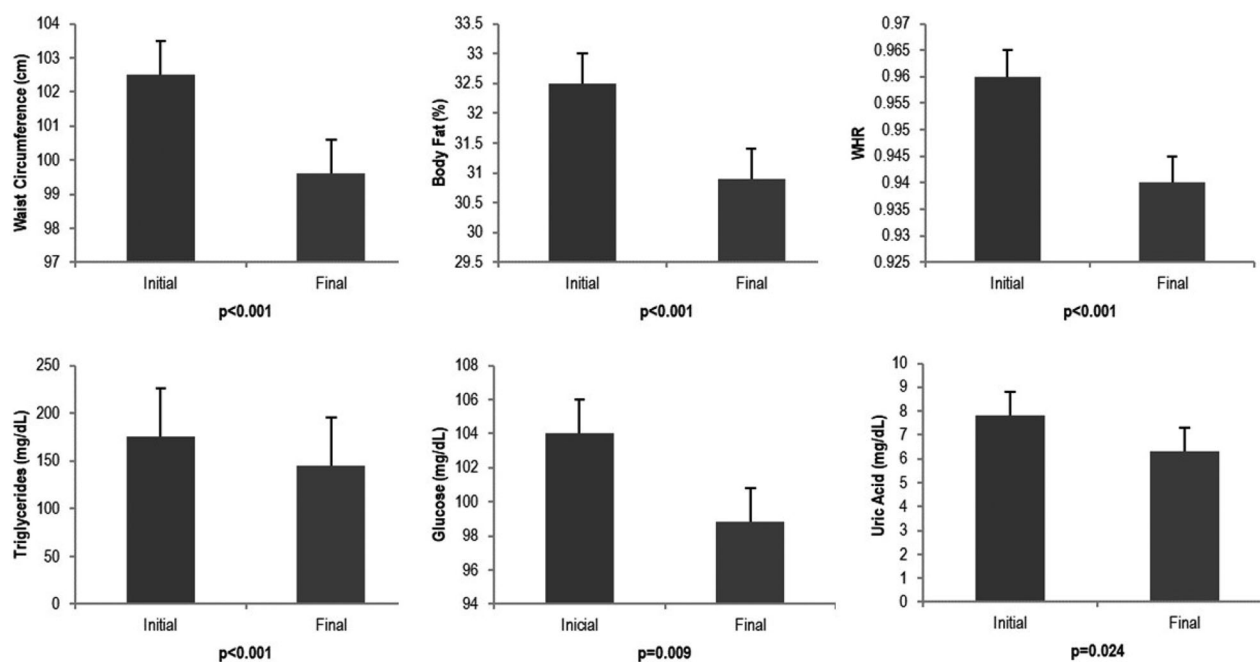 Waist Circumference (cm)
104
103
102
101
100
99
98
97
Initial
Final
p<0.001
Body Fat (%)
33.5
33
32.5
32
31.5
31
30.5
30
29.5
Initial
Final
p<0.001
WHR
0.97
0.965
0.96
0.955
0.95
0.945
0.94
0.935
0.93
0.925
Initial
Final
p<0.001
Triglycerides (mg/dL)
250
200
150
100
50
0
Initial
Final
p<0.001
Glucose (mg/dL)
108
106
104
102
100
98
96
94
Inicial
Final
p=0.009
Uric Acid (mg/dL)
10
9
8
7
6
5
4
3
2
1
0
Initial
Final
p=0.024